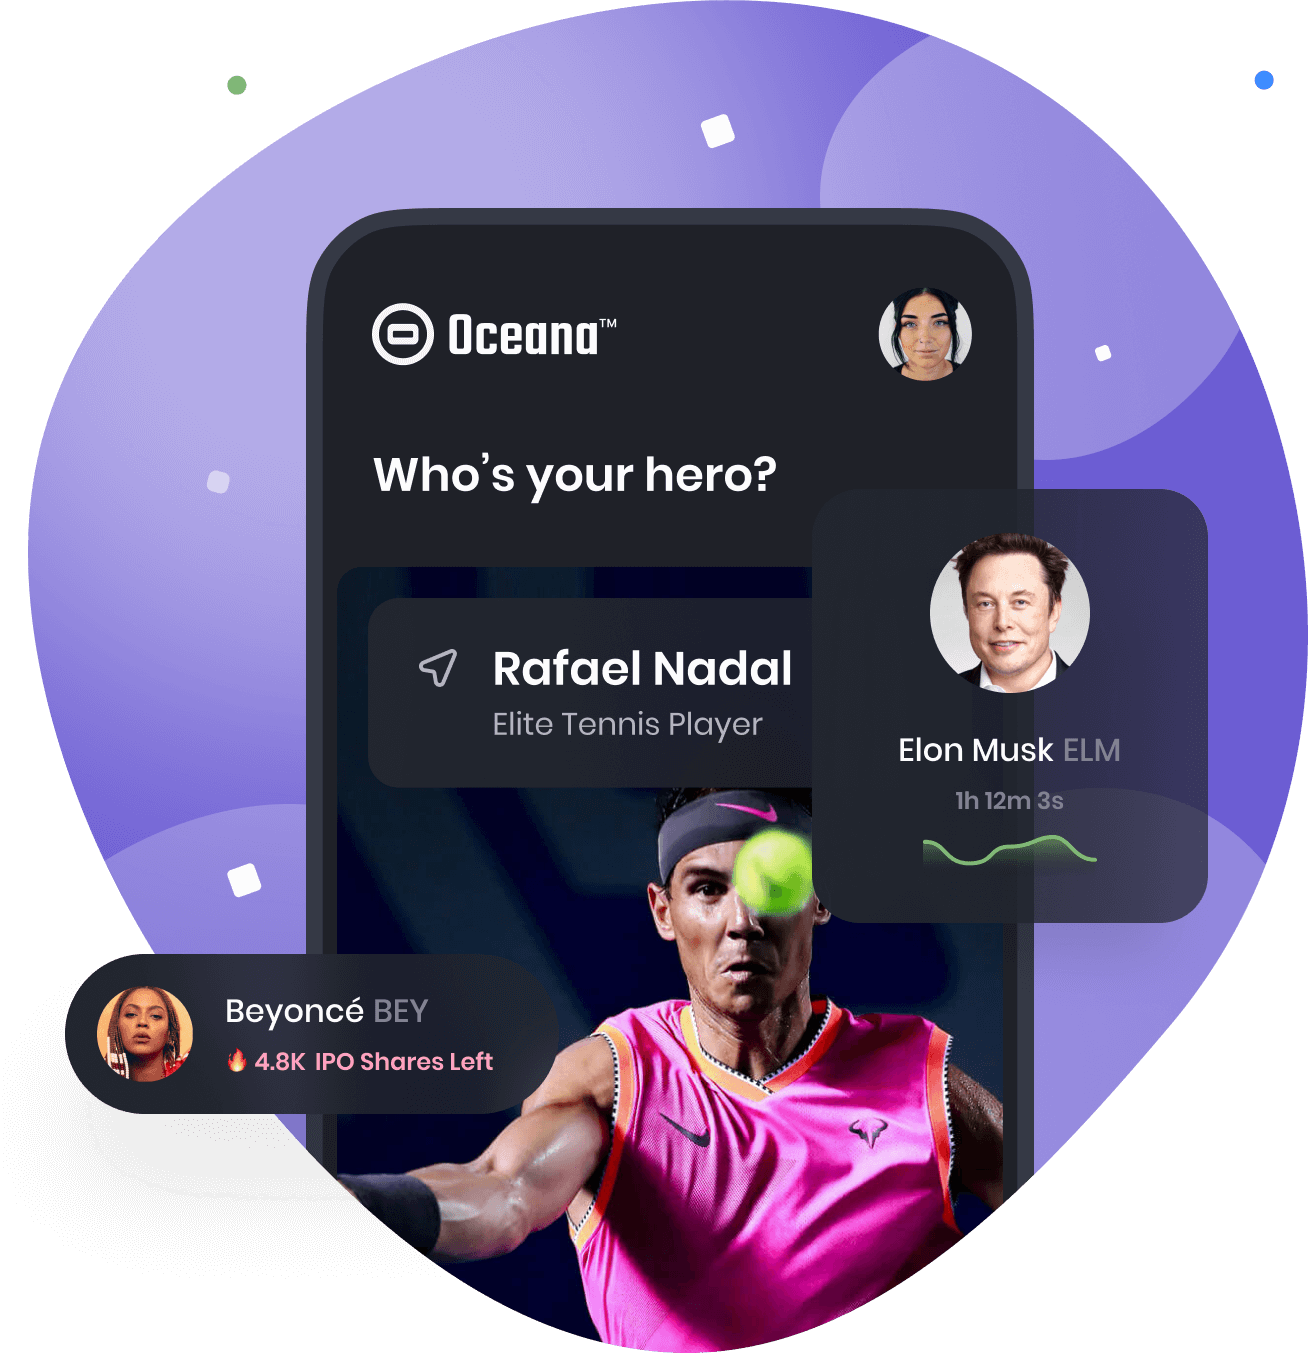 Oceana™
Who’s your hero?
Rafael Nadal
Elite Tennis Player
Elon Musk ELM
1h 12m 3s
Beyoncé BEY
🔥 4.8K IPO Shares Left